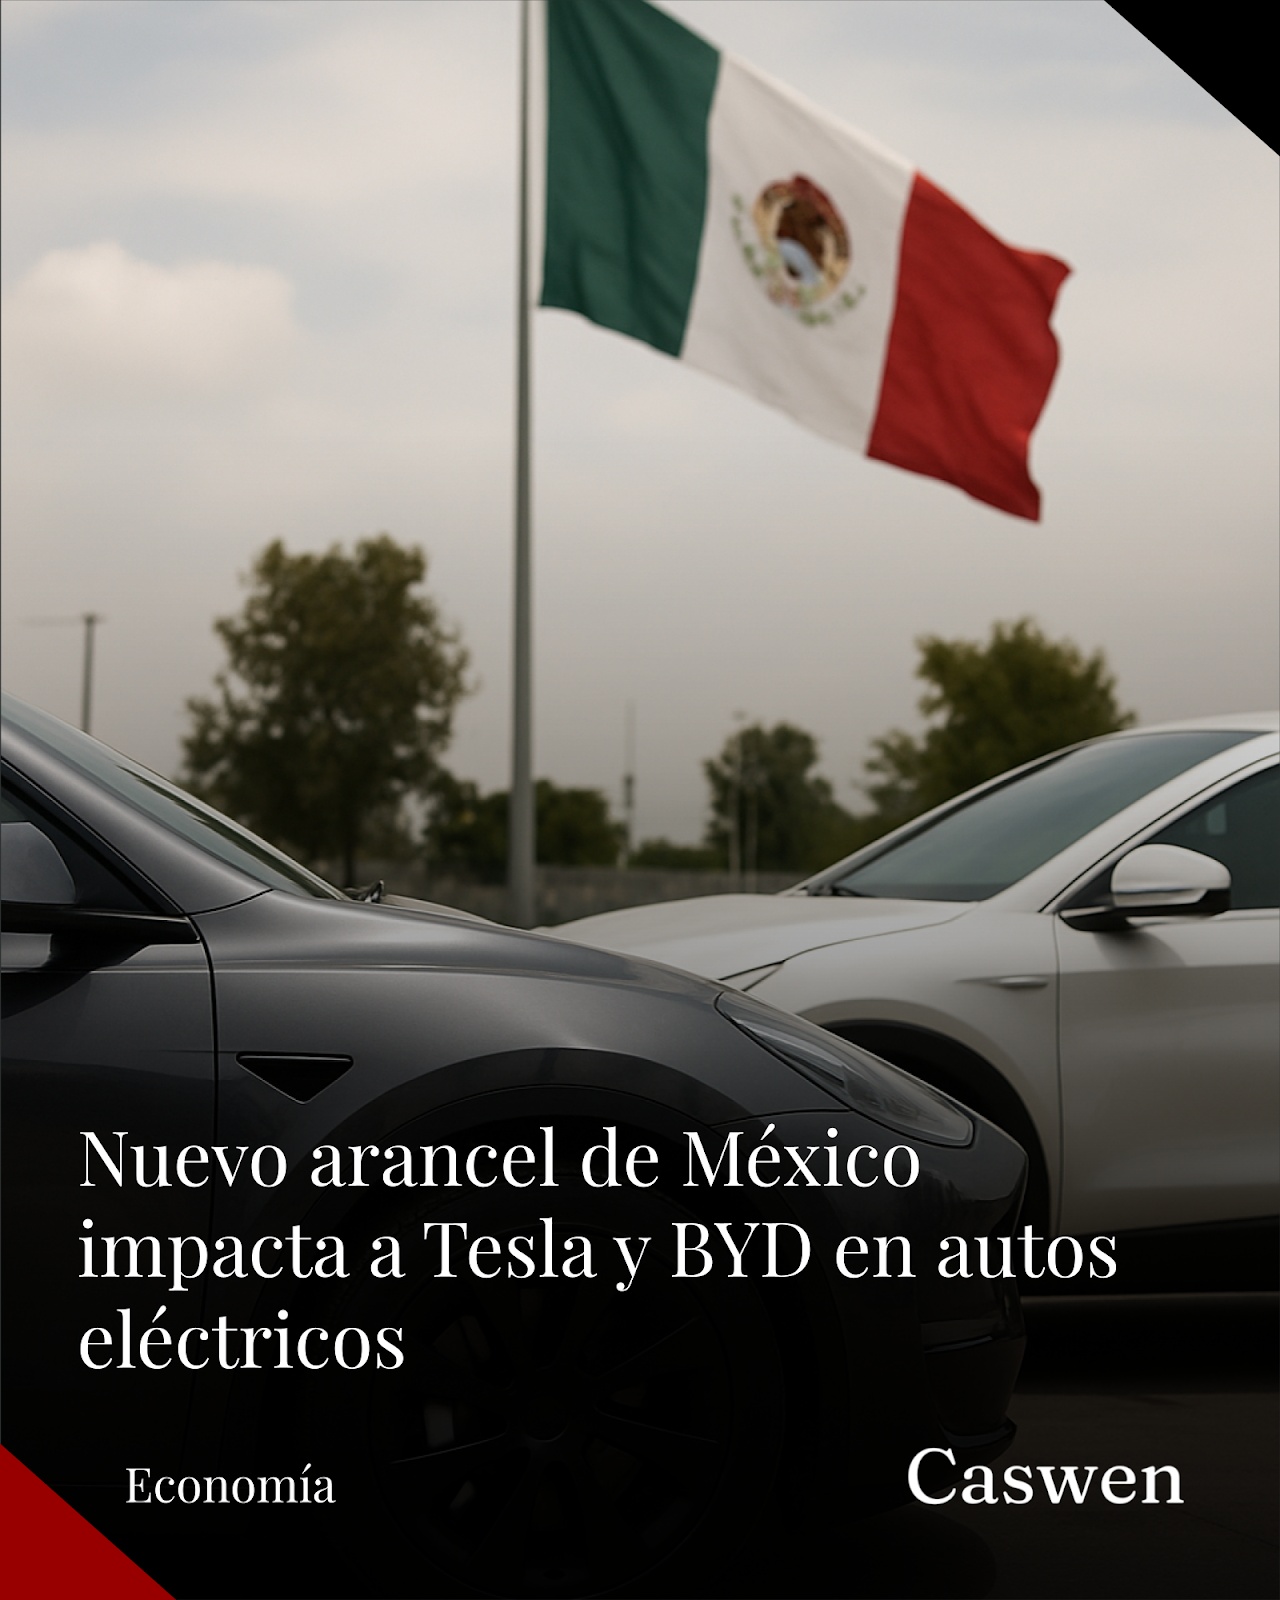 Nuevo arancel de México
impacta a Tesla y BYD en autos
eléctricos
Economía
Caswen